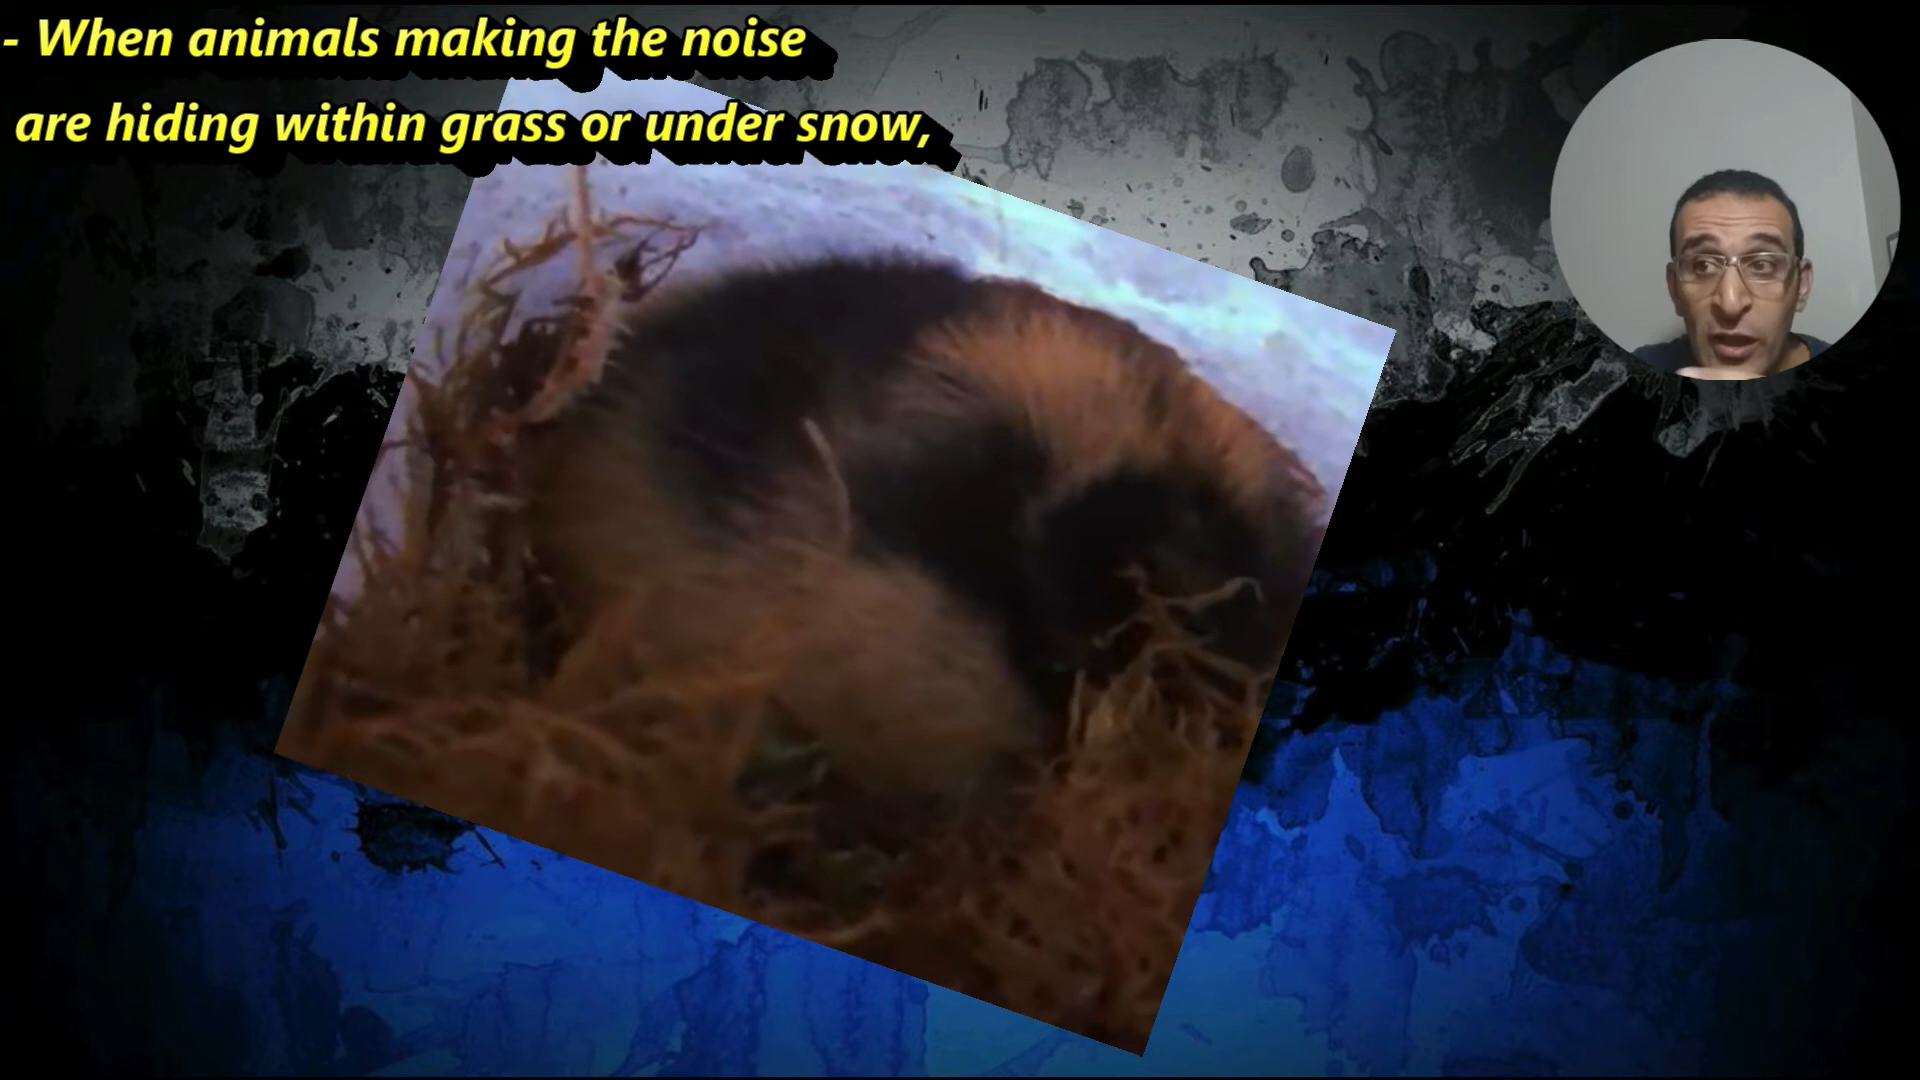 - When animals making the noise
are hiding within grass or under snow,